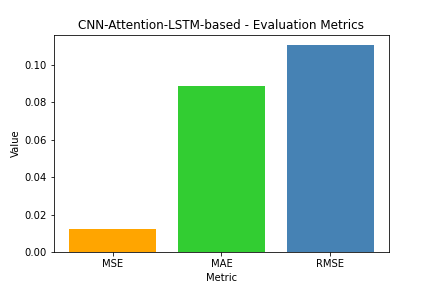 CNN-Attention-LSTM-based - Evaluation Metrics
0.10
0.08
0.06
0.04
0.02
0.00
Value
MSE MAE RMSE
Metric